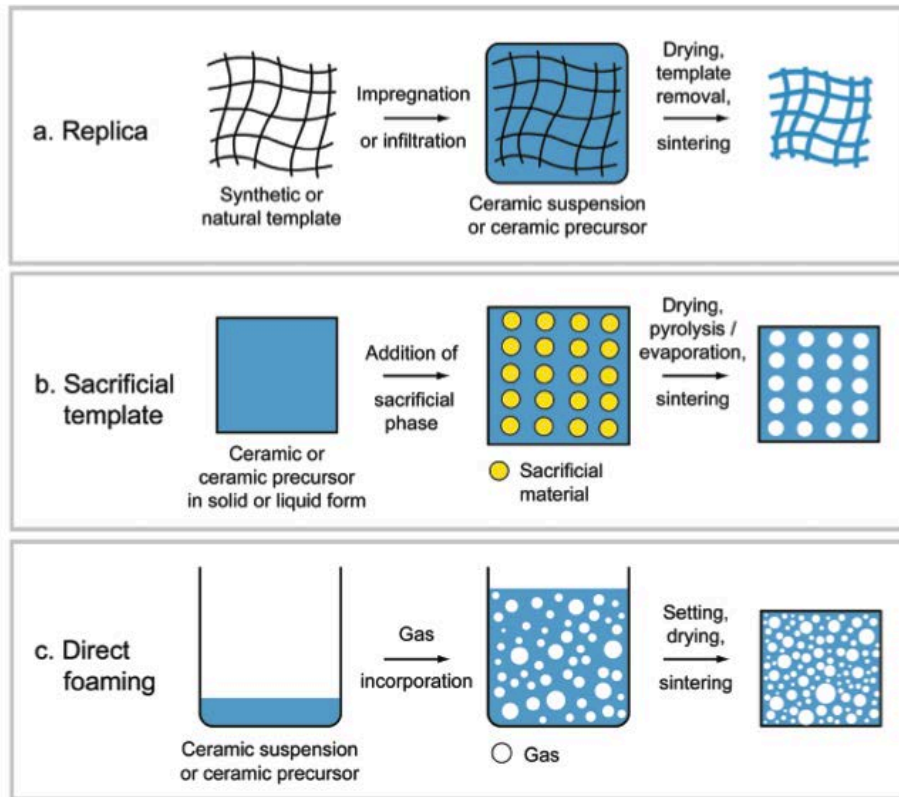 a. Replica
Synthetic or
natural template
Impregnation
or infiltration
Ceramic suspension
or ceramic precursor
Drying,
template
removal,
sintering
b. Sacrificial
template
Ceramic or
ceramic precursor
in solid or liquid form
Addition of
sacrificial
phase
Sacrificial
material
Drying,
pyrolysis /
evaporation,
sintering
c. Direct
foaming
Ceramic suspension
or ceramic precursor
Gas
incorporation
Gas
Setting,
drying,
sintering